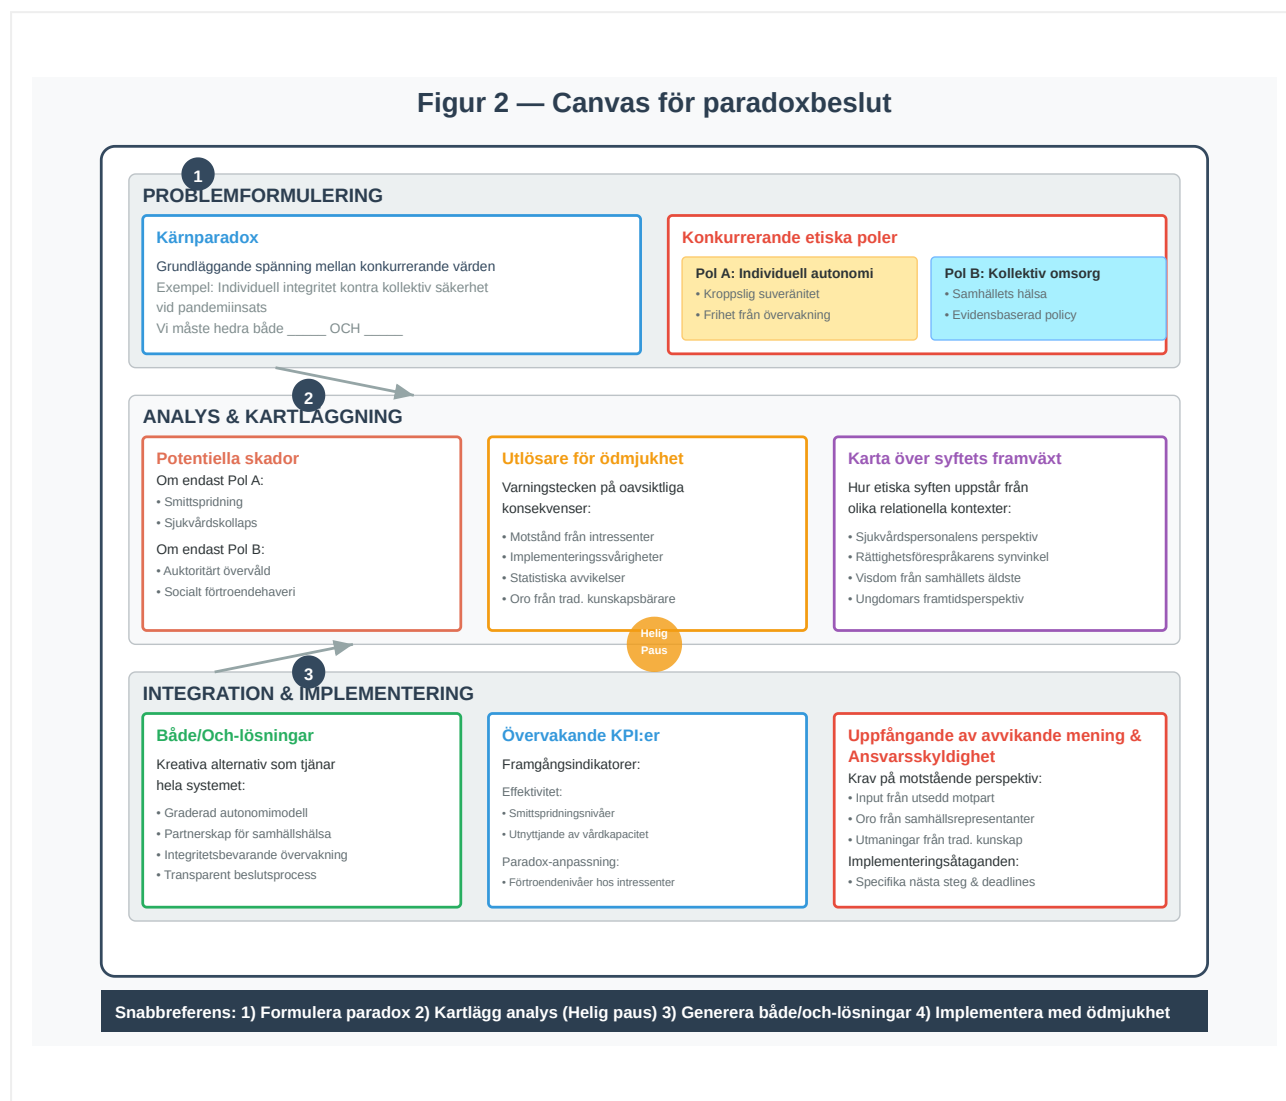 Figur 2 — Canvas för paradoxbeslut
1
PROBLEMFORMULERING
Kärnparadox
Grundläggande spänning mellan konkurrerande värden
Exempel: Individuell integritet kontra kollektiv säkerhet
vid pandemiinsats
Vi måste hedra både _____ OCH _____
Konkurrerande etiska poler
Pol A: Individuell autonomi
• Kroppslig suveränitet
• Frihet från övervakning
Pol B: Kollektiv omsorg
• Samhällets hälsa
• Evidensbaserad policy
2
ANALYS & KARTLÄGGNING
Potentiella skador
Om endast Pol A:
• Smittspridning
• Sjukvårdskollaps
Om endast Pol B:
• Auktoritärt övervåld
• Socialt förtroendehaveri
Utlösare för ödmjukhet
Varningstecken på oavsiktliga
konsekvenser:
• Motstånd från intressenter
• Implementeringssvårigheter
• Statistiska avvikelser
• Oro från trad. kunskapsbärare
Karta över syftets framväxt
Hur etiska syften uppstår från
olika relationella kontexter:
• Sjukvårdspersonalens perspektiv
• Rättighetsförespråkarens synvinkel
• Visdom från samhällets äldste
• Ungdomars framtidsperspektiv
Helig
Paus
3
INTEGRATION & IMPLEMENTERING
Både/Och-lösningar
Kreativa alternativ som tjänar
hela systemet:
• Graderad autonomimodell
• Partnerskap för samhällshälsa
• Integritetsbevarande övervakning
• Transparent beslutsprocess
Övervakande KPI:er
Framgångsindikatorer:
Effektivitet:
• Smittspridningsnivåer
• Utnyttjande av vårdkapacitet
Paradox-anpassning:
• Förtroendenivåer hos intressenter
Uppfångande av avvikande mening &
Ansvarsskyldighet
Krav på motstående perspektiv:
• Input från utsedd motpart
• Oro från samhällsrepresentanter
• Utmaningar från trad. kunskap
Implementeringsåtaganden:
• Specifika nästa steg & deadlines
Snabbreferens: 1) Formulera paradox 2) Kartlägg analys (Helig paus) 3) Generera både/och-lösningar 4) Implementera med ödmjukhet